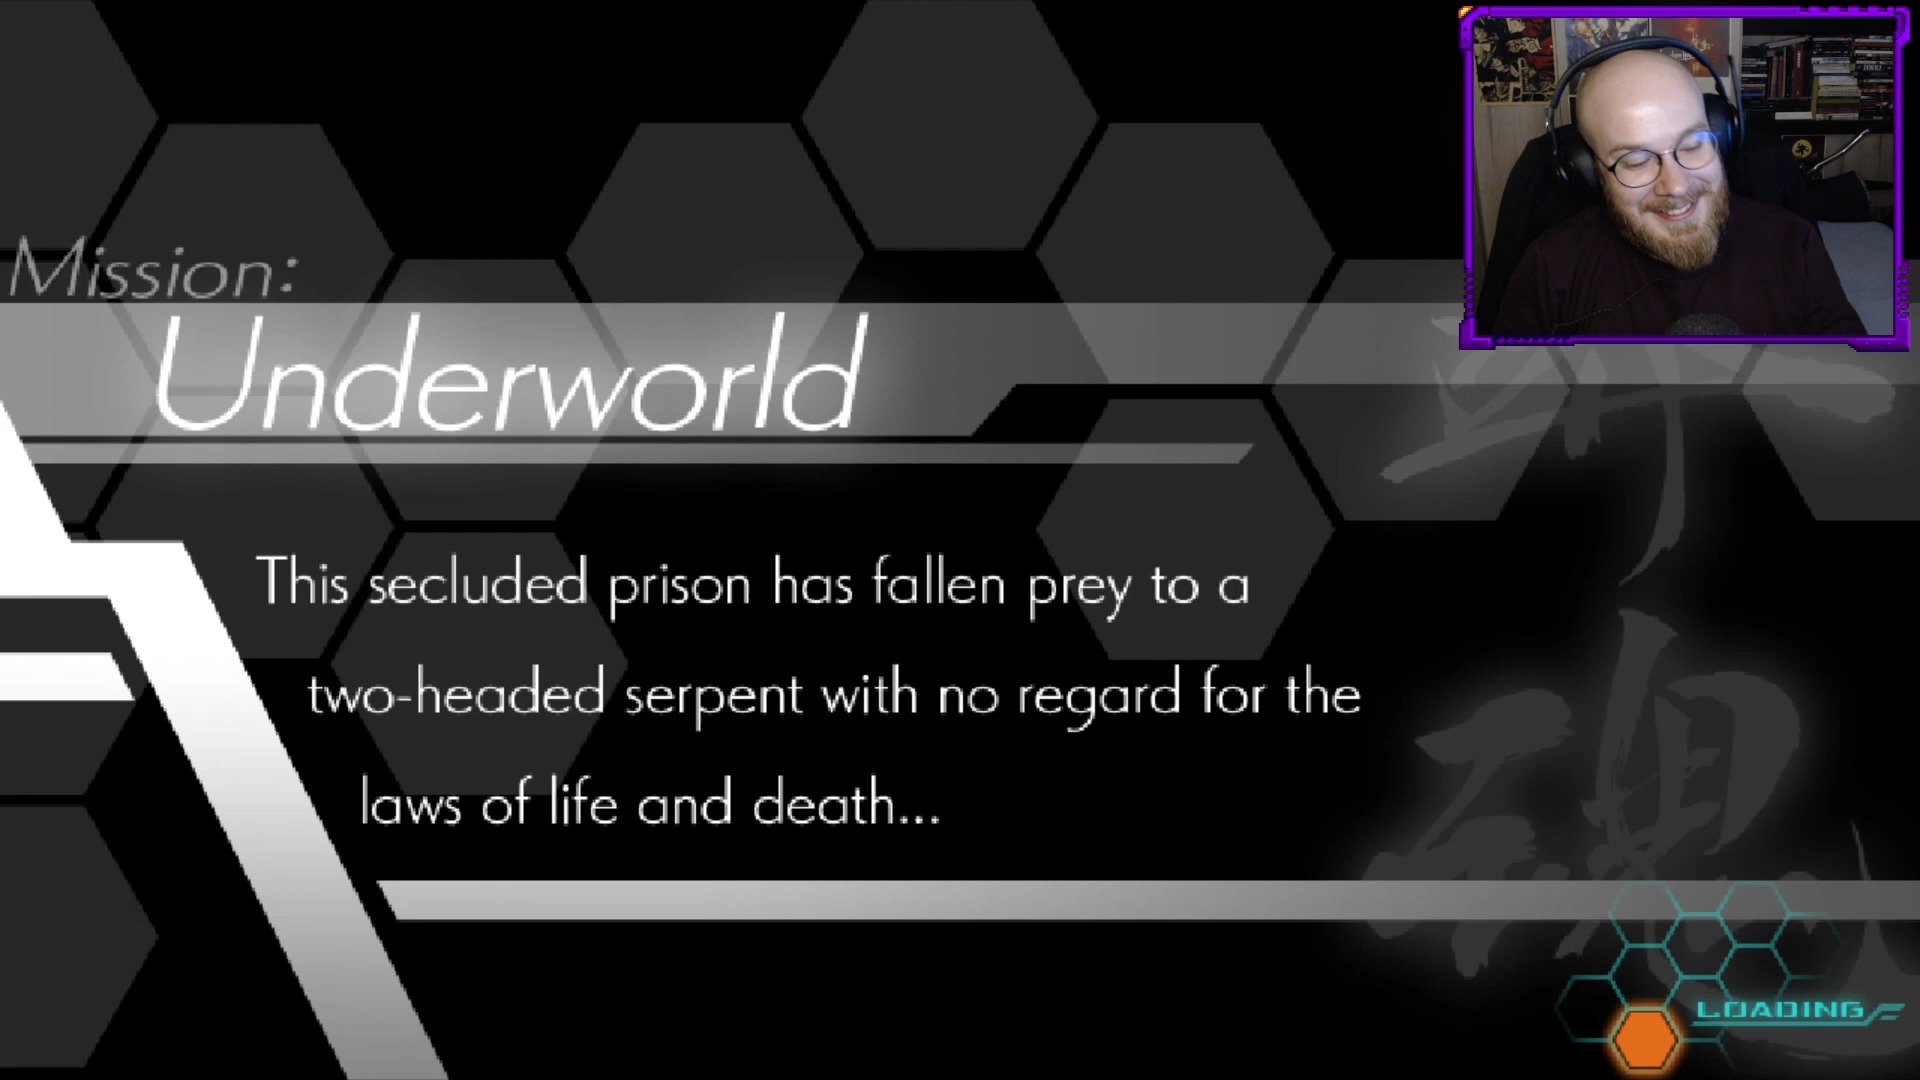 Mission:
Underworld
This secluded prison has fallen prey to a
two-headed serpent with no regard for the
laws of life and death...
LOADING